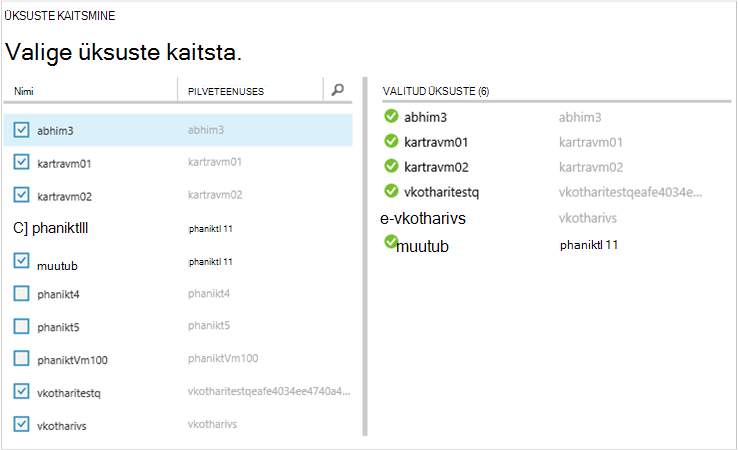 ÜKSUSTE KAITSMINE
Valige üksuste kaitsta.
Nimi PILVETEENUSES
abhim3 abhim3
kartravm01 kartravm01
kartravm02 kartravm02
C] phaniktlll phaniktl 11
muutub phaniktl 11
phanikt4 phanikt4
phanikt5 phanikt5
phaniktVm100 phaniktVm100
vkotharitestq vkotharitestqeafe4034ee4740a4...
vkotharivs vkotharivs
VALITUD ÜKSUSTE (6)
abhim3 abhim3
kartravm01 kartravm01
kartravm02 kartravm02
vkotharitestq vkotharitestqeafe4034e...
e-vkotharivs vkotharivs
muutub phaniktl 11